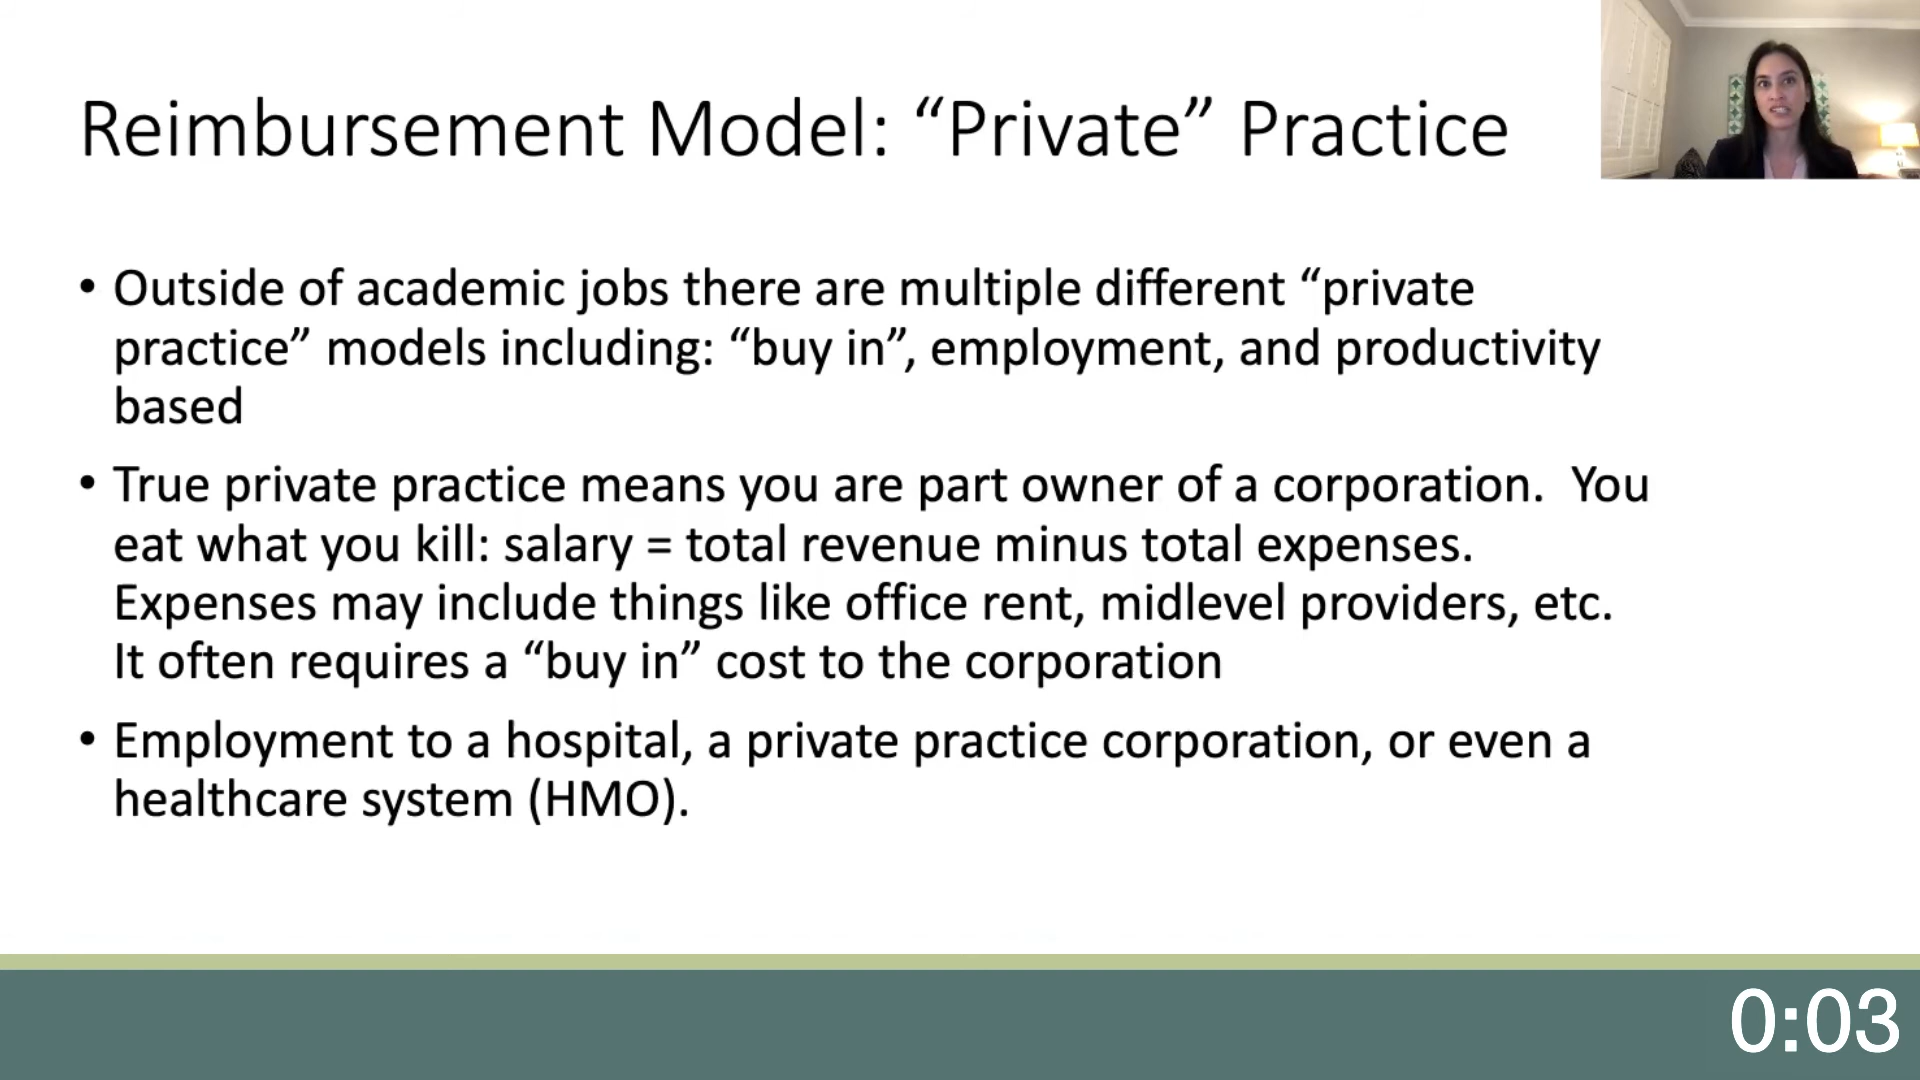 Reimbursement Model: “Private” Practice
• Outside of academic jobs there are multiple different “private
practice” models including: “buy in”, employment, and productivity
based
• True private practice means you are part owner of a corporation.  You
eat what you kill: salary = total revenue minus total expenses.
Expenses may include things like office rent, midlevel providers, etc.
It often requires a “buy in” cost to the corporation
• Employment to a hospital, a private practice corporation, or even a
healthcare system (HMO).
0:03